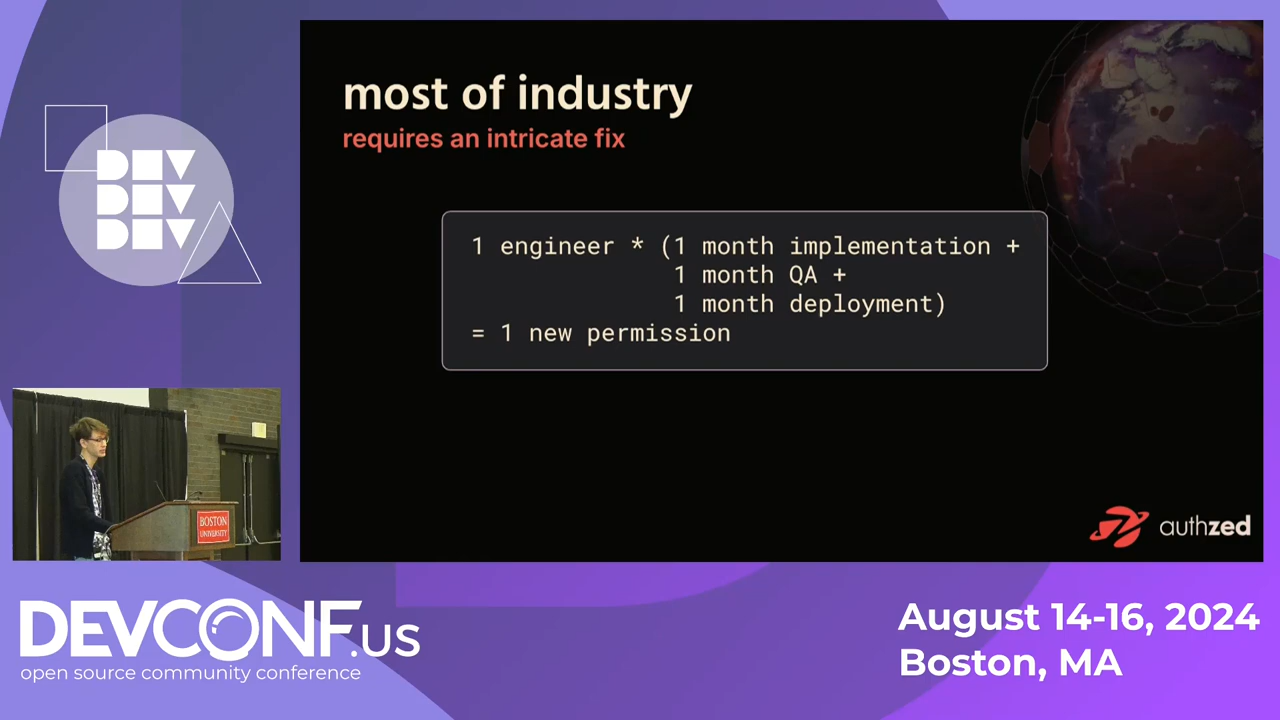 most of industry
requires an intricate fix
1 engineer * (1 month implementation +
1 month QA +
1 month deployment)
= 1 new permission
authzed
DEV
DEV
DEV
BOSTON
UNIVERSITY
DEVCONF.US
open source community conference
August 14-16, 2024
Boston, MA